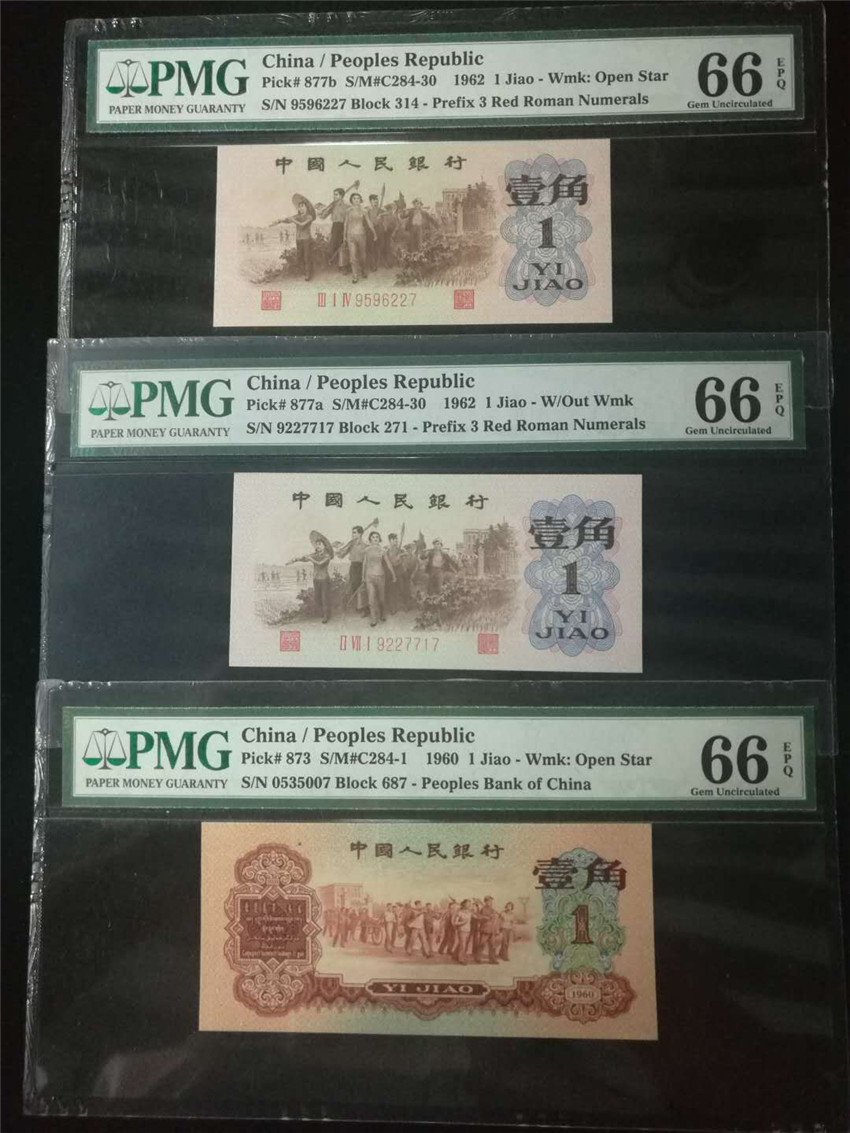 PMG
PAPER MONEY GUARANTY
China / Peoples Republic
Pick# 877b S/M#C284-30 1962 1 Jiao - Wmk: Open Star
S/N 9596227 Block 314 - Prefix 3 Red Roman Numerals
66 EPQ
Gem Uncirculated
中國人民銀行
壹角
1
YI
JIAO
III I IV 9596227
PMG
PAPER MONEY GUARANTY
China / Peoples Republic
Pick# 877a S/M#C284-30 1962 1 Jiao - W/Out Wmk
S/N 9227717 Block 271 - Prefix 3 Red Roman Numerals
66 EPQ
Gem Uncirculated
中國人民銀行
壹角
1
YI
JIAO
II VII I 9227717
PMG
PAPER MONEY GUARANTY
China / Peoples Republic
Pick# 873 S/M#C284-1 1960 1 Jiao - Wmk: Open Star
S/N 0535007 Block 687 - Peoples Bank of China
66 EPQ
Gem Uncirculated
中國人民銀行
壹角
1
YI JIAO
1960